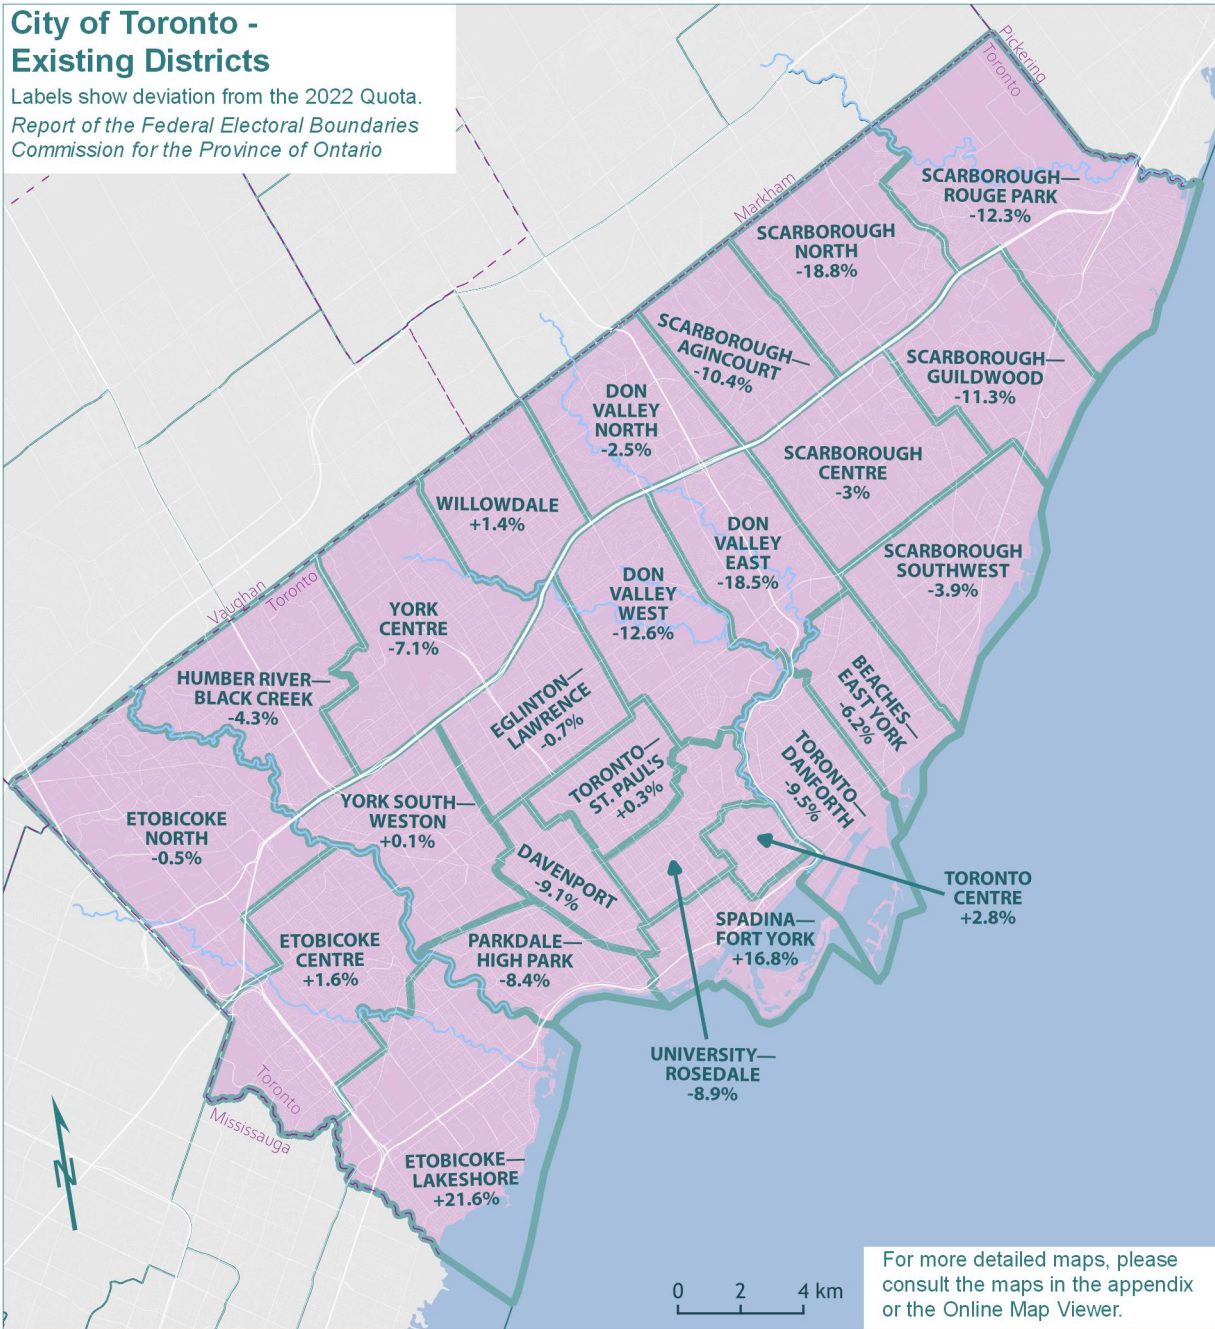 City of Toronto -
Existing Districts
Labels show deviation from the 2022 Quota.
Report of the Federal Electoral Boundaries
Commission for the Province of Ontario
Pickering
Toronto
Markham
SCARBOROUGH—
ROUGE PARK
-12.3%
SCARBOROUGH
NORTH
-18.8%
SCARBOROUGH—
AGINCOURT
-10.4%
SCARBOROUGH—
GUILDWOOD
-11.3%
DON
VALLEY
NORTH
-2.5%
SCARBOROUGH
CENTRE
-3%
WILLOWDALE
+1.4%
DON
VALLEY
EAST
-18.5%
SCARBOROUGH
SOUTHWEST
-3.9%
DON
VALLEY
WEST
-12.6%
Vaughan
Toronto
YORK
CENTRE
-7.1%
HUMBER RIVER—
BLACK CREEK
-4.3%
EGLINTON—
LAWRENCE
-0.7%
BEACHES—
EAST YORK
-6.2%
TORONTO—
ST. PAUL'S
+0.3%
TORONTO—
DANFORTH
-9.5%
ETOBICOKE
NORTH
-0.5%
YORK SOUTH—
WESTON
+0.1%
DAVENPORT
-9.1%
TORONTO
CENTRE
+2.8%
SPADINA—
FORT YORK
+16.8%
ETOBICOKE
CENTRE
+1.6%
PARKDALE—
HIGH PARK
-8.4%
UNIVERSITY—
ROSEDALE
-8.9%
Toronto
Mississauga
ETOBICOKE—
LAKESHORE
+21.6%
N
0 2 4 km
For more detailed maps, please
consult the maps in the appendix
or the Online Map Viewer.